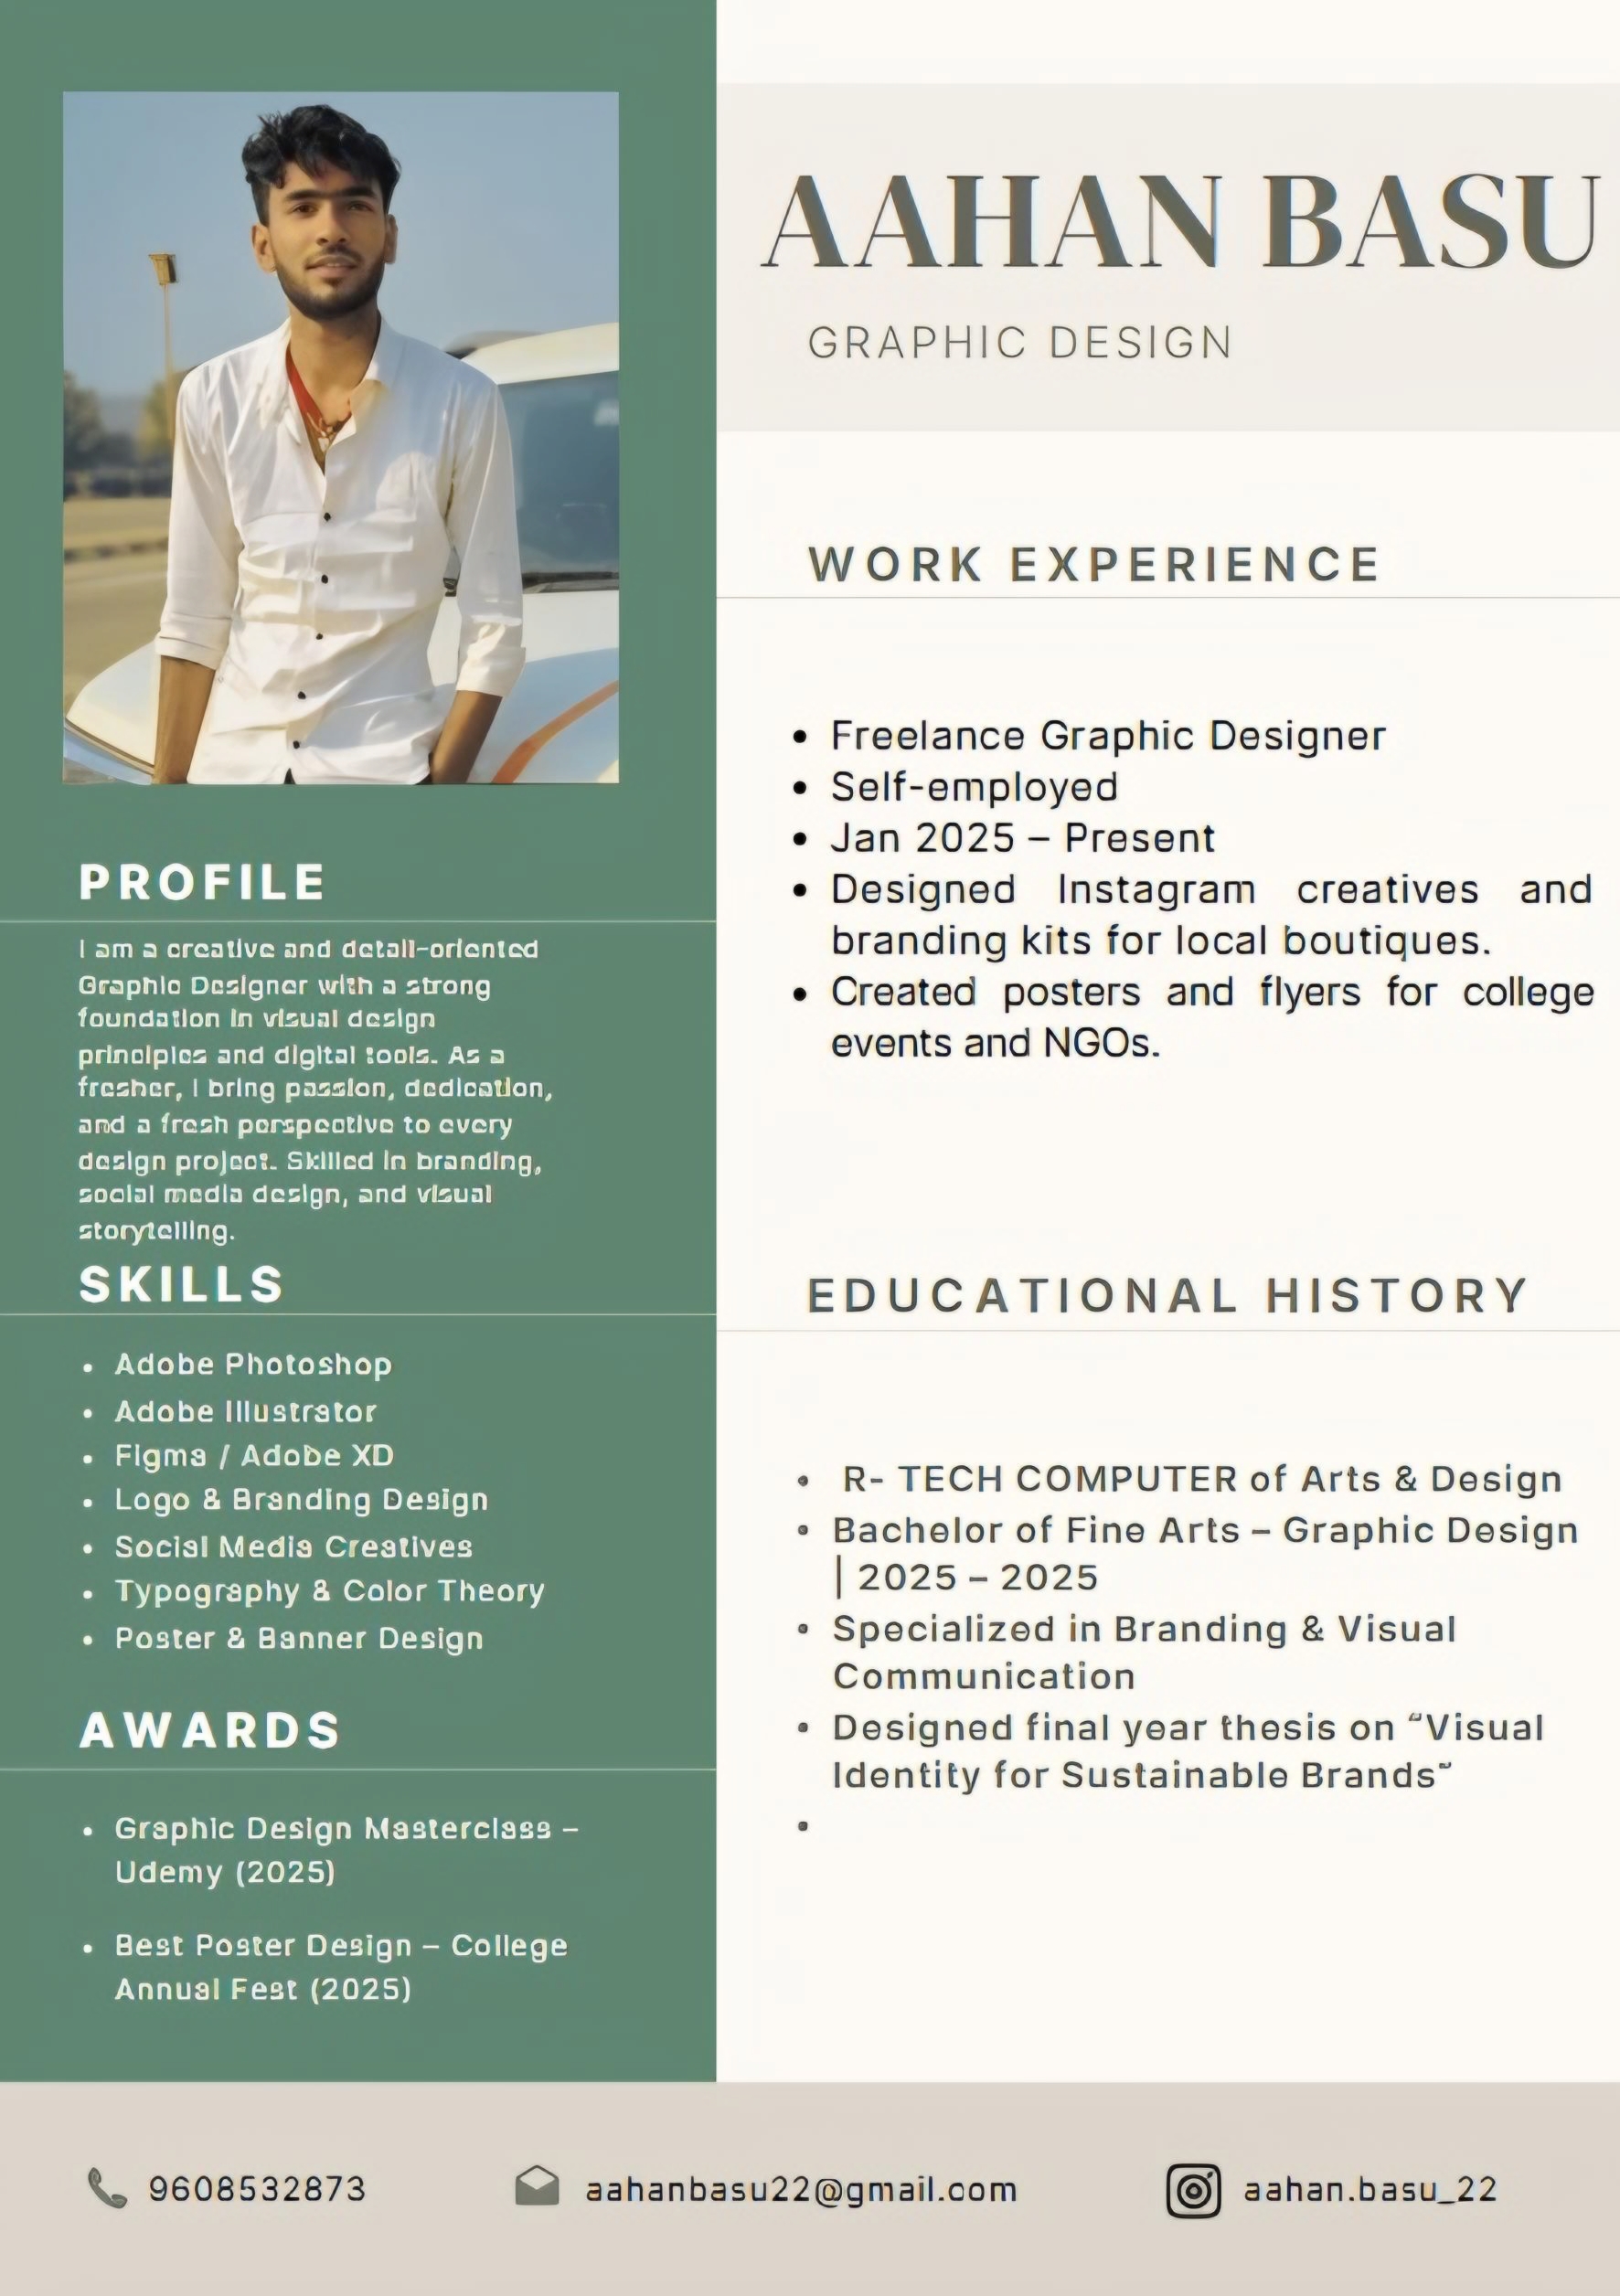 AAHAN BASU
GRAPHIC DESIGN
PROFILE
I am a creative and detail-oriented
Graphic Designer with a strong
foundation in visual design
principles and digital tools. As a
fresher, I bring passion, dedication,
and a fresh perspective to every
design project. Skilled in branding,
social media design, and visual
storytelling.
SKILLS
• Adobe Photoshop
• Adobe Illustrator
• Figma / Adobe XD
• Logo & Branding Design
• Social Media Creatives
• Typography & Color Theory
• Poster & Banner Design
AWARDS
• Graphic Design Masterclass –
Udemy (2025)
• Best Poster Design – College
Annual Fest (2025)
WORK EXPERIENCE
• Freelance Graphic Designer
• Self-employed
• Jan 2025 – Present
• Designed Instagram creatives and
branding kits for local boutiques.
• Created posters and flyers for college
events and NGOs.
EDUCATIONAL HISTORY
• R- TECH COMPUTER of Arts & Design
• Bachelor of Fine Arts – Graphic Design
| 2025 – 2025
• Specialized in Branding & Visual
Communication
• Designed final year thesis on “Visual
Identity for Sustainable Brands”
•
9608532873
aahanbasu22@gmail.com
aahan.basu_22